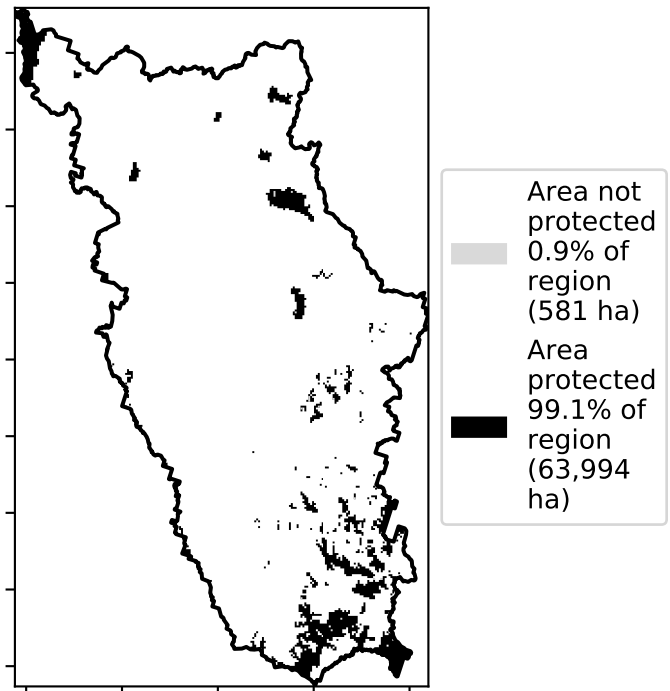 Area not
protected
0.9% of
region
(581 ha)
Area
protected
99.1% of
region
(63,994
ha)